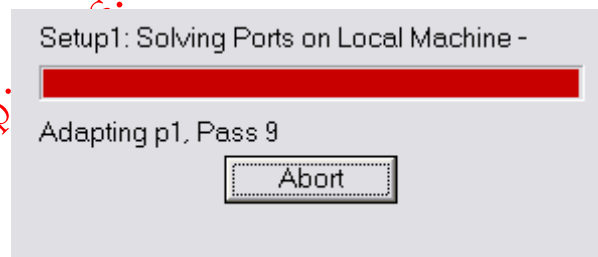 Setup1: Solving Ports on Local Machine -
Adapting p1, Pass 9
Abort